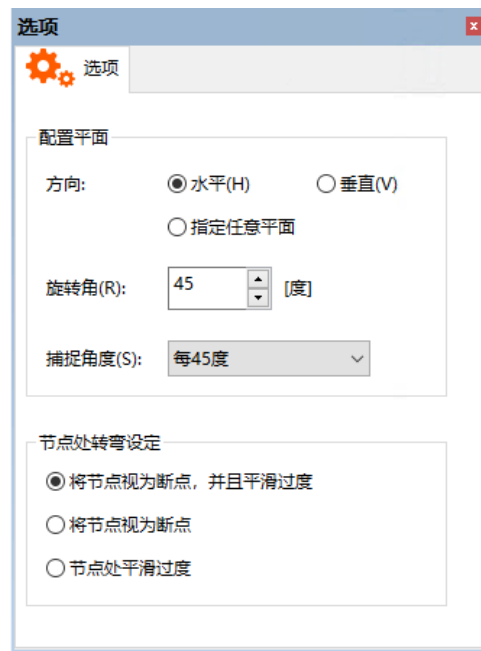 选项
选项
配置平面
方向: 水平(H) 垂直(V)
指定任意平面
旋转角(R): 45 [度]
捕捉角度(S): 每45度
节点处转弯设定
将节点视为断点，并且平滑过度
将节点视为断点
节点处平滑过度